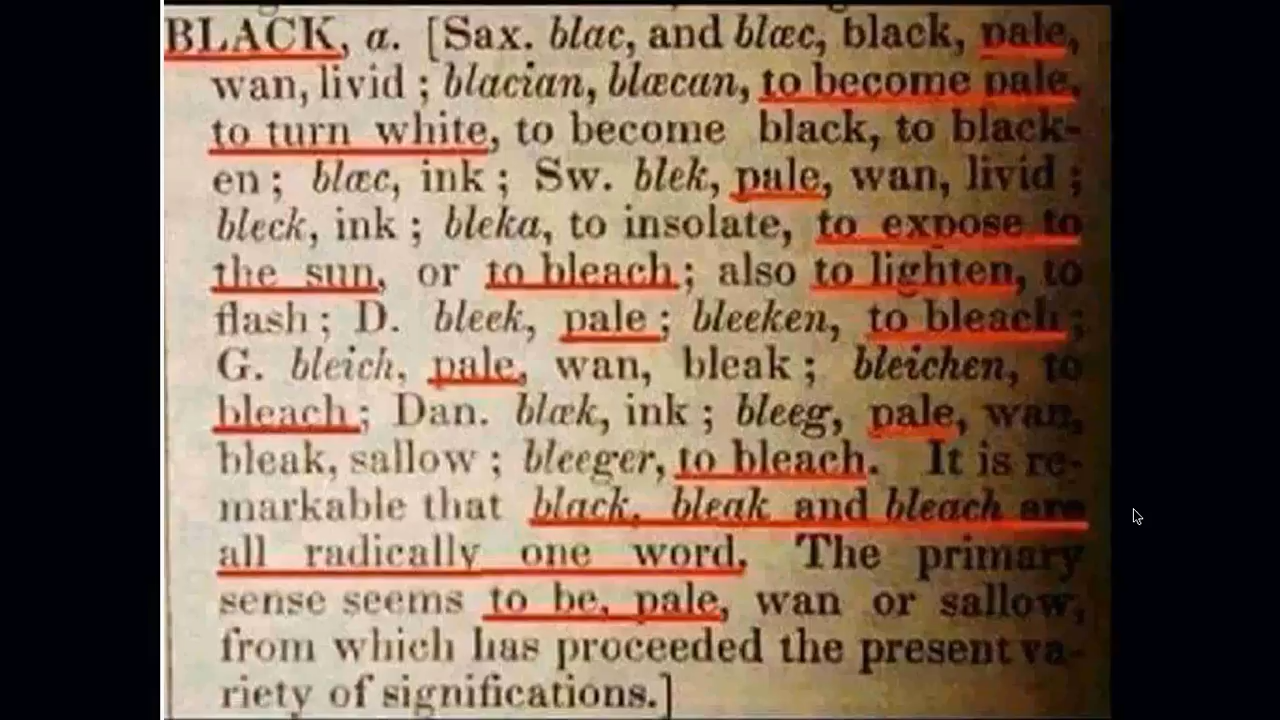 BLACK, a. [Sax. blac, and blæc, black, pale,
wan, livid ; blacian, blæcan, to become pale,
to turn white, to become black, to black-
en ; blæc, ink ; Sw. blek, pale, wan, livid ;
bleck, ink ; bleka, to insolate, to expose to
the sun, or to bleach ; also to lighten, to
flash ; D. bleek, pale ; bleeken, to bleach ;
G. bleich, pale, wan, bleak ; bleichen, to
bleach ; Dan. blæk, ink ; bleeg, pale, wan,
bleak, sallow ; bleeger, to bleach. It is re-
markable that black, bleak and bleach are
all radically one word. The primary
sense seems to be, pale, wan or sallow,
from which has proceeded the present va-
riety of significations.]